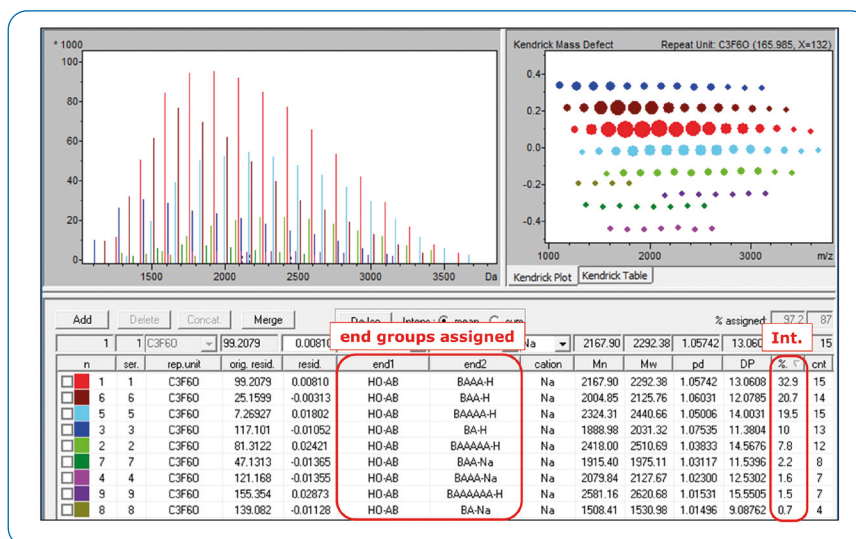 * 1000
100
80
60
40
20
0
1500 2000 2500 3000 3500 Da
Kendrick Mass Defect Repeat Unit: C3F6O (165.985, X=132)
0.4
0.2
0.0
-0.2
-0.4
1000 2000 3000 m/z
Kendrick Plot Kendrick Table
Add Delete Concat. Merge % assigned: 97.2 87
end groups assigned Int.
1 1 C3F6O 99.2079 0.00810 Na 2167.90 2292.38 1.05742 15
n ser. rep.unit orig. resid. resid. end1 end2 cation Mn Mw pd DP %. cnt
1 1 C3F6O 99.2079 0.00810 HO-AB BAAA-H Na 2167.90 2292.38 1.05742 13.0608 32.9 15
6 6 C3F6O 25.1599 -0.00313 HO-AB BAA-H Na 2004.85 2125.76 1.06031 12.0785 20.7 14
5 5 C3F6O 7.26927 0.01802 HO-AB BAAAA-H Na 2324.31 2440.66 1.05006 14.0031 19.5 15
3 3 C3F6O 117.101 -0.01052 HO-AB BA-H Na 1888.98 2031.32 1.07535 11.3804 10 13
2 2 C3F6O 81.3122 0.02421 HO-AB BAAAAA-H Na 2418.00 2510.69 1.03833 14.5676 7.8 12
7 7 C3F6O 47.1313 -0.01365 HO-AB BAA-Na Na 1915.40 1975.11 1.03117 11.5396 2.2 8
4 4 C3F6O 121.168 -0.01355 HO-AB BAAA-Na Na 2079.84 2127.67 1.02300 12.5302 1.6 7
9 9 C3F6O 155.354 0.02873 HO-AB BAAAAAA-H Na 2581.16 2620.68 1.01531 15.5505 1.5 7
8 8 C3F6O 139.082 -0.01128 HO-AB BA-Na Na 1508.41 1530.98 1.01496 9.08762 0.7 4